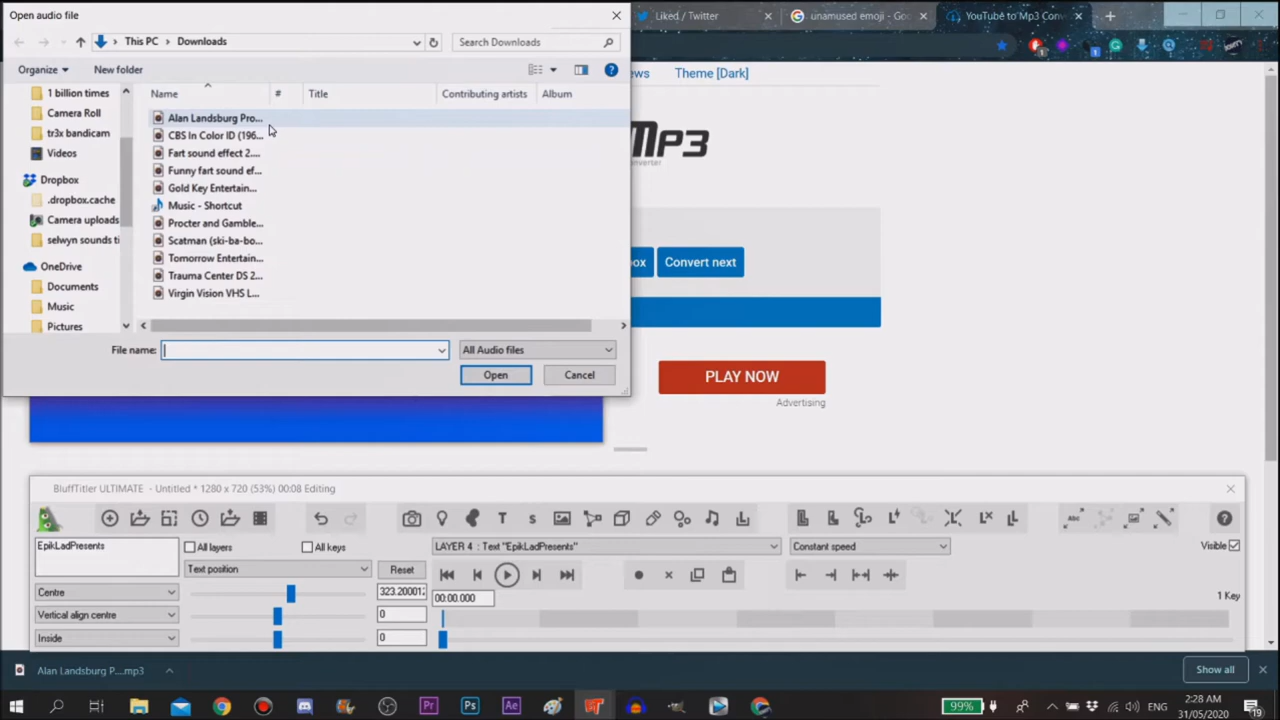 Open audio file
Liked / Twitter
unamused emoji - Goo
YouTube to Mp3 Conv
This PC
Downloads
Search Downloads
Organize
New folder
Theme [Dark]
Name
#
Title
Contributing artists
Album
1 billion times
Camera Roll
tr3x bandicam
Videos
Dropbox
.dropbox.cache
Camera uploads
selwyn sounds ti
OneDrive
Documents
Music
Pictures
Alan Landsburg Pro...
CBS In Color ID (196...
Fart sound effect 2....
Funny fart sound ef...
Gold Key Entertain...
Music - Shortcut
Procter and Gamble...
Scatman (ski-ba-bo...
Tomorrow Entertain...
Trauma Center DS 2...
Virgin Vision VHS L...
Mp3
converter
Convert next
File name:
All Audio files
Open
Cancel
PLAY NOW
Advertising
BluffTitler ULTIMATE - Untitled * 1280 x 720 (53%) 00:08 Editing
EpikLadPresents
All layers
All keys
LAYER 4 : Text "EpikLadPresents"
Constant speed
Visible
Text position
Reset
Centre
323.200012
00:00.000
1 Key
Vertical align centre
0
Inside
0
Alan Landsburg P....mp3
Show all
99%
ENG
2:28 AM
31/05/2020
19